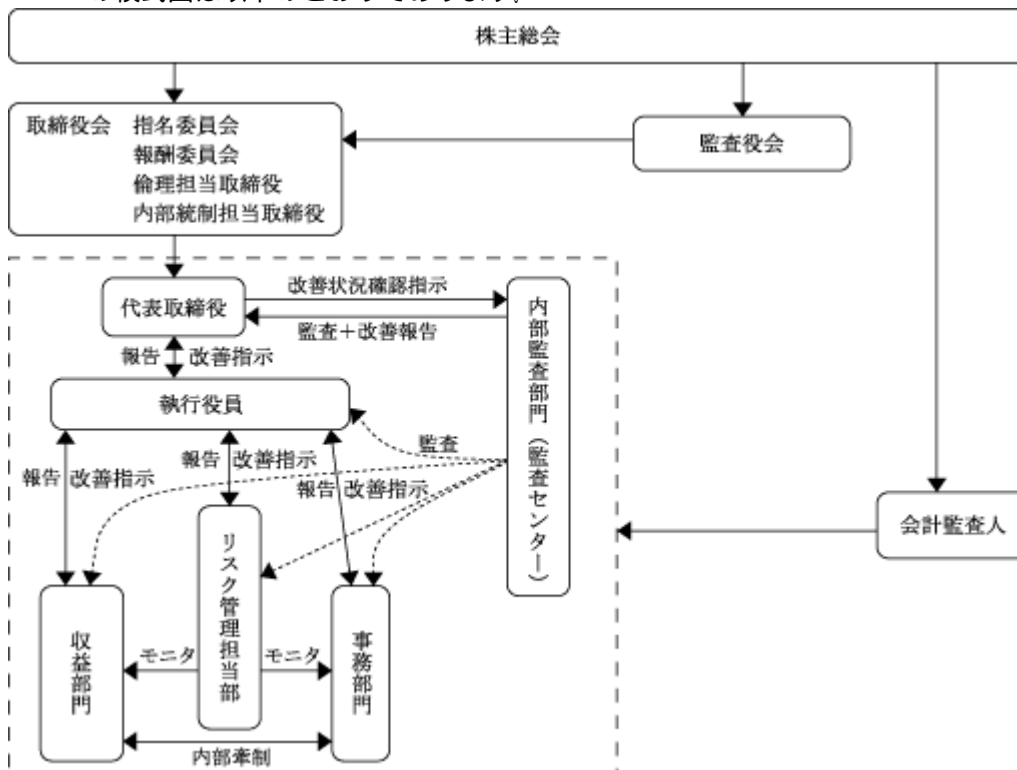 株主総会
取締役会 指名委員会
報酬委員会
倫理担当取締役
内部統制担当取締役
監査役会
代表取締役
改善状況確認指示
監査＋改善報告
内部監査部門（監査センター）
報告 改善指示
執行役員
監査
報告 改善指示
報告 改善指示
報告 改善指示
会計監査人
リスク管理担当部
収益部門
事務部門
モニタ
モニタ
内部牽制